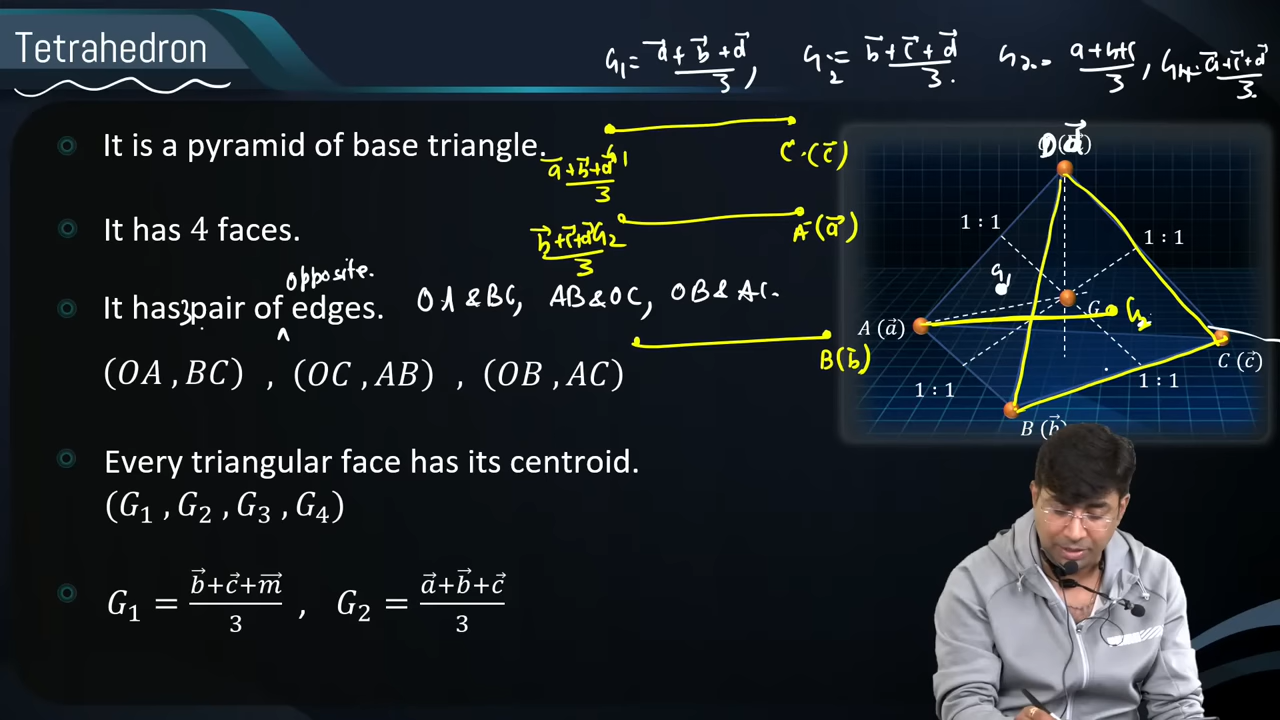 Tetrahedron
G₁ = a⃗ + b⃗ + d⃗ / 3 , G₂ = b⃗ + c⃗ + d⃗ / 3 .
a+b+c / 3 , a⃗+c⃗+d⃗ / 3 .
It is a pyramid of base triangle.
C (c⃗)
G₁
a⃗+b⃗+d⃗ / 3
It has 4 faces.
A (a⃗)
G₂
b⃗+c⃗+d⃗ / 3
opposite.
It has 3 pair of ^ edges. OA & BC, AB & OC, OB & AC.
B(b⃗)
(OA , BC) , (OC , AB) , (OB , AC)
Every triangular face has its centroid.
(G₁ , G₂ , G₃ , G₄)
G₁ = b⃗+c⃗+m⃗ / 3 , G₂ = a⃗+b⃗+c⃗ / 3
1 : 1
1 : 1
G₁
G
G₂
A (a⃗)
C (c⃗)
1 : 1
1 : 1
B (b⃗)